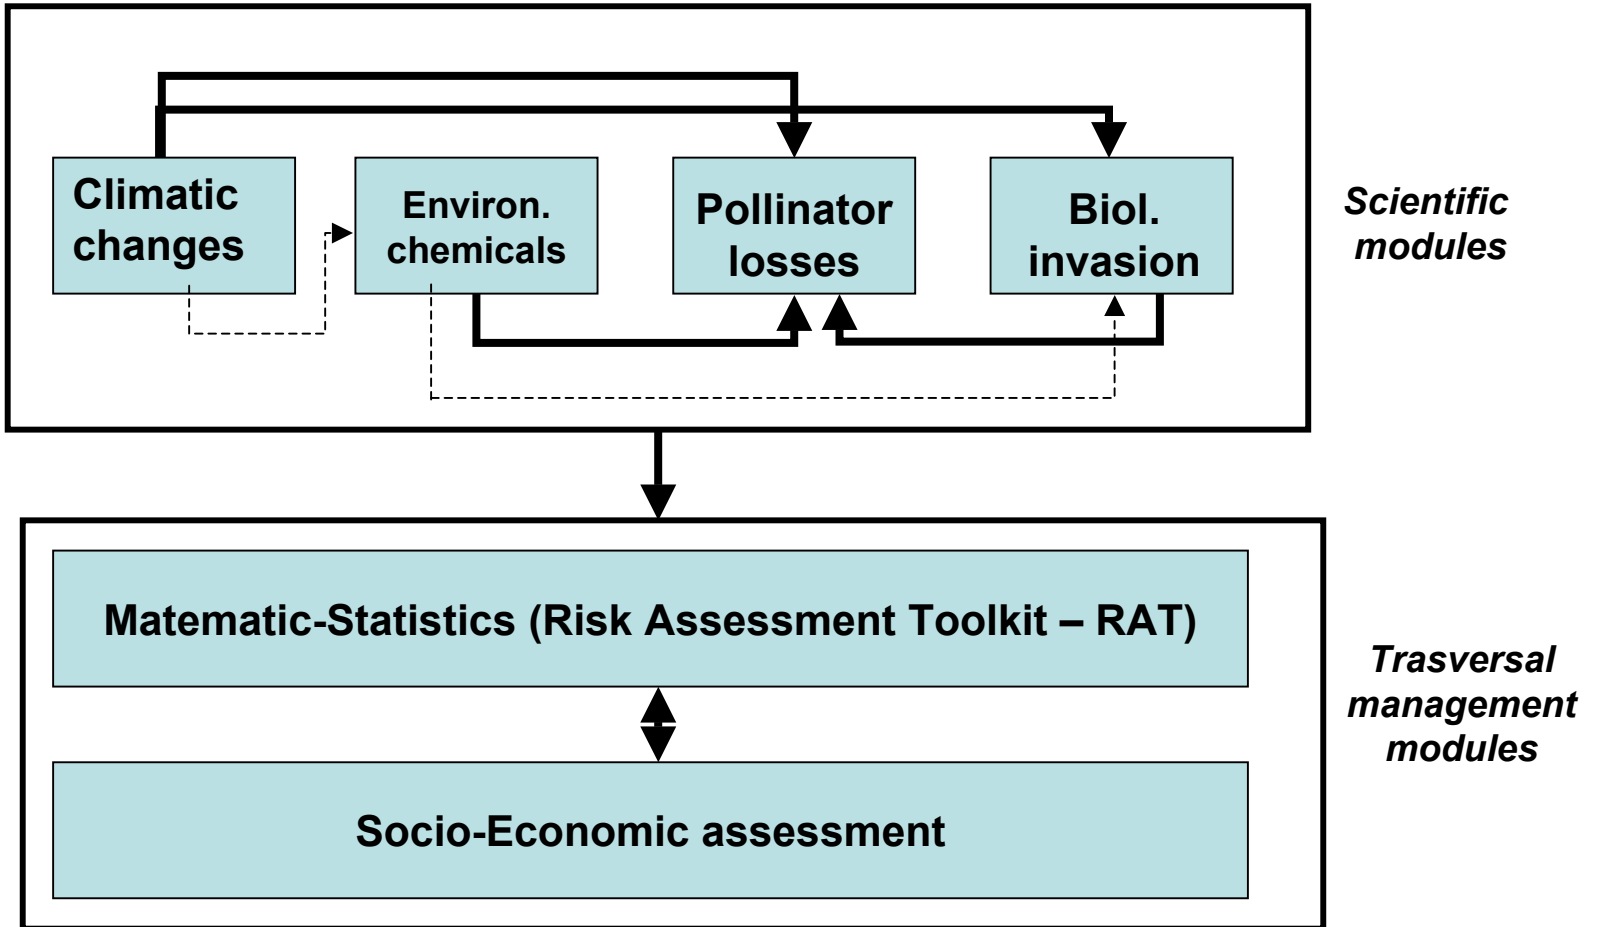 Climatic
changes
Environ.
chemicals
Pollinator
losses
Biol.
invasion
Scientific
modules
Matematic-Statistics (Risk Assessment Toolkit – RAT)
Socio-Economic assessment
Trasversal
management
modules